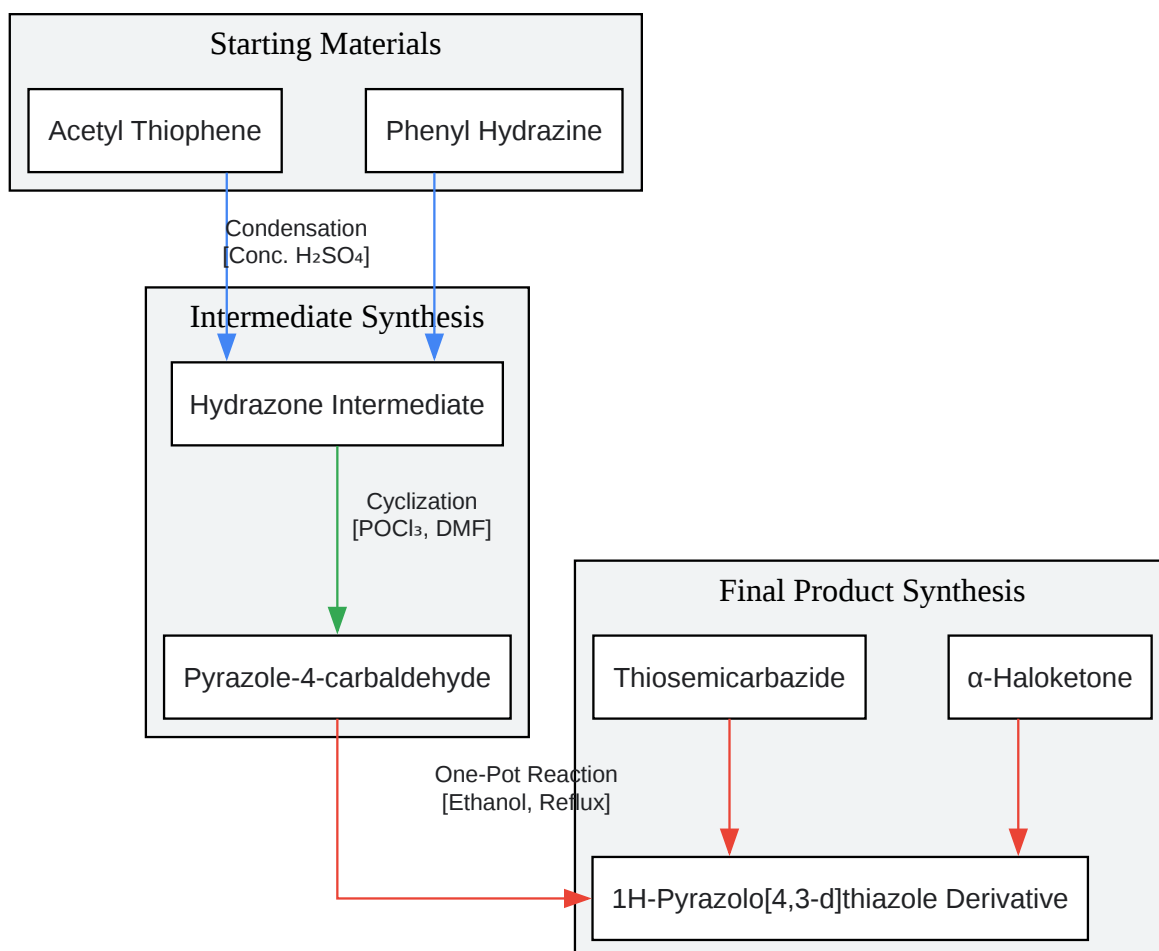 Starting Materials
Acetyl Thiophene
Phenyl Hydrazine
Condensation
[Conc. H₂SO₄]
Intermediate Synthesis
Hydrazone Intermediate
Cyclization
[POCl₃, DMF]
Final Product Synthesis
Pyrazole-4-carbaldehyde
Thiosemicarbazide
α-Haloketone
One-Pot Reaction
[Ethanol, Reflux]
1H-Pyrazolo[4,3-d]thiazole Derivative